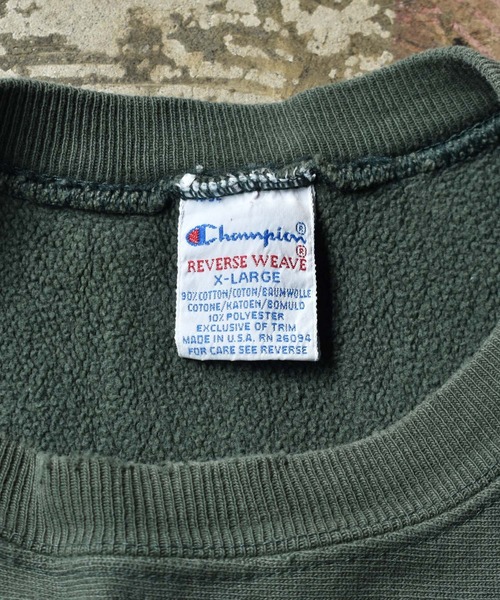 Champion®
REVERSE WEAVE®
X-LARGE
90% COTTON/COTON/BAUMWOLLE
COTONE/KATOEN/BOMULD
10% POLYESTER
EXCLUSIVE OF TRIM
MADE IN U.S.A. RN 26094
FOR CARE SEE REVERSE